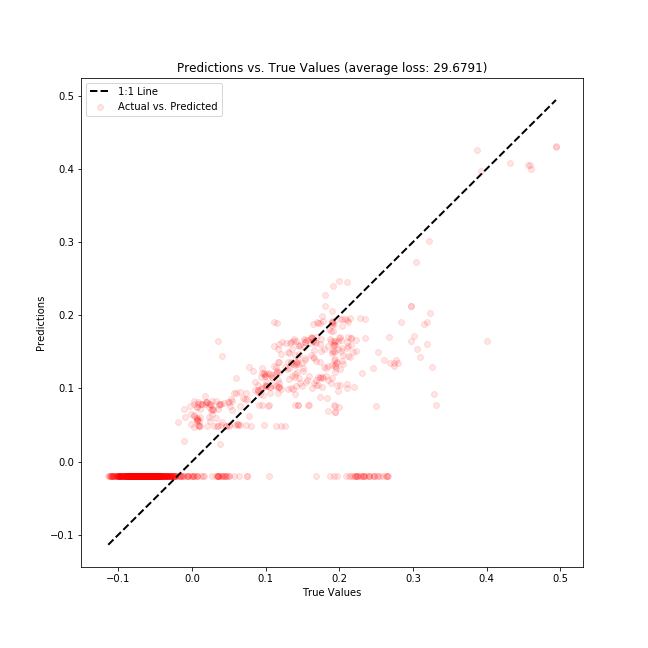 Predictions vs. True Values (average loss: 29.6791)
1:1 Line
Actual vs. Predicted
0.5
0.4
0.3
0.2
0.1
0.0
−0.1
Predictions
−0.1 0.0 0.1 0.2 0.3 0.4 0.5
True Values